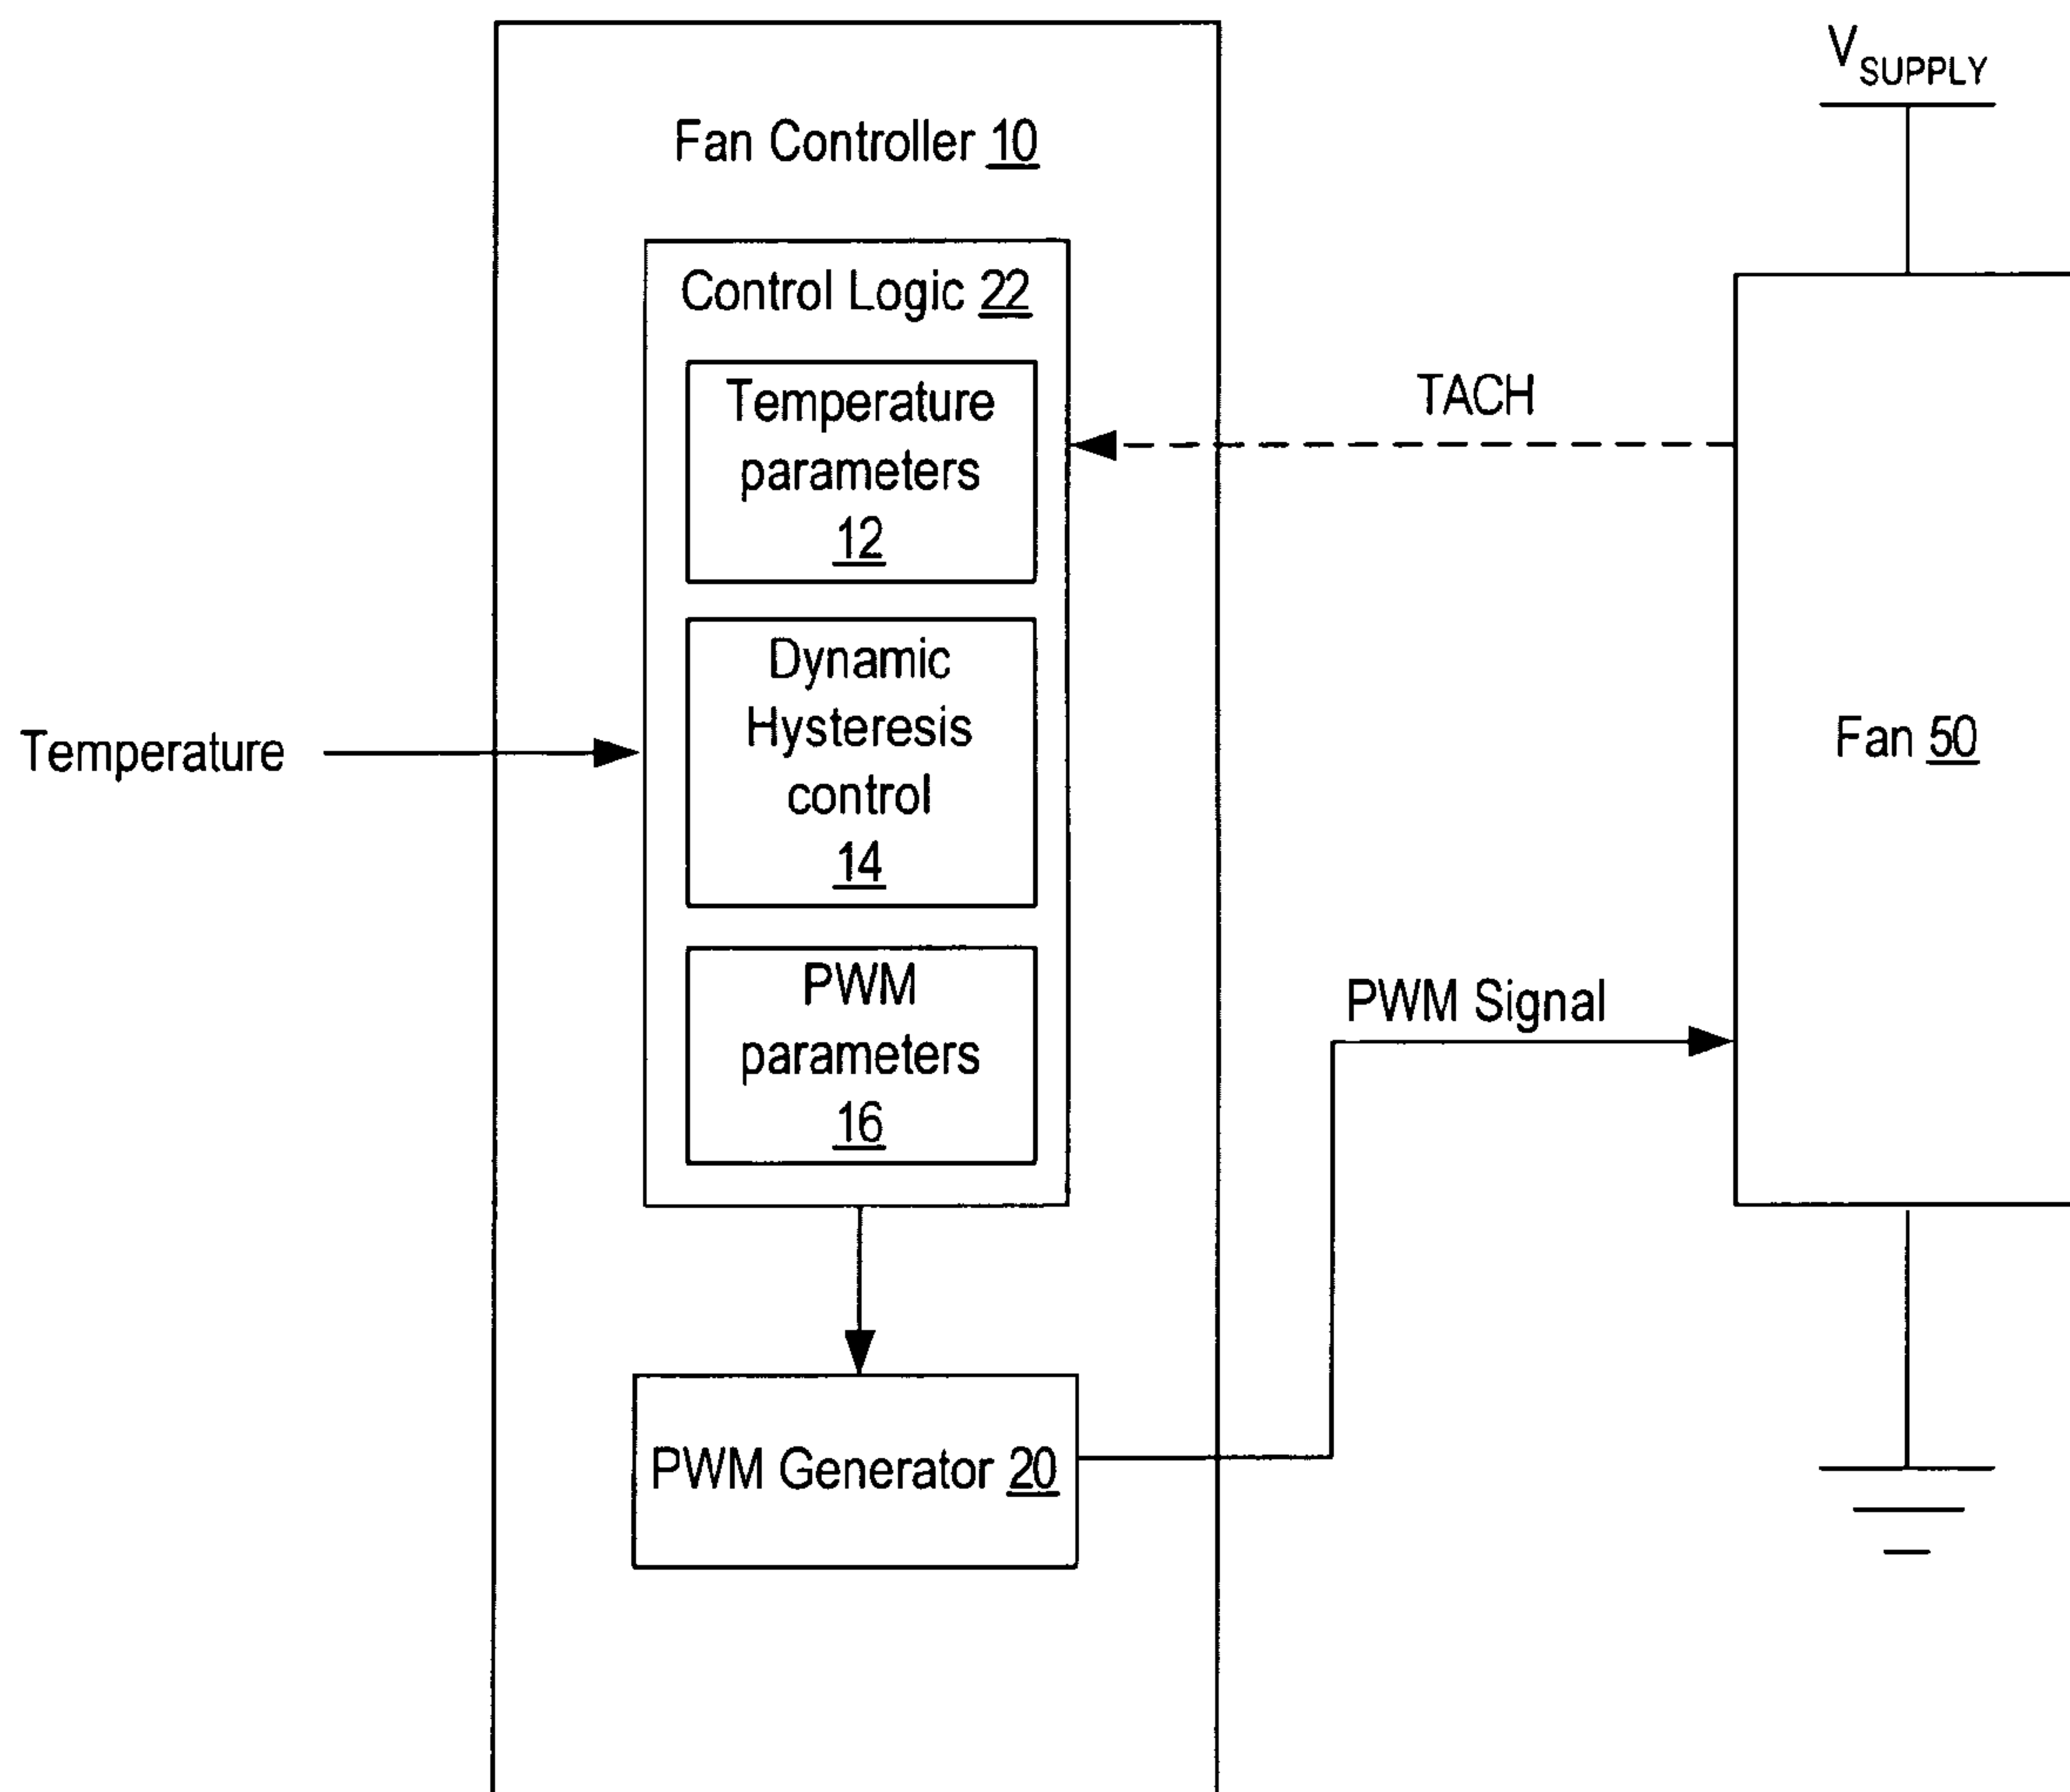 V SUPPLY
Fan Controller 10
Control Logic 22
Temperature
parameters
12
TACH
Dynamic
Hysteresis
control
14
Temperature
Fan 50
PWM
parameters
16
PWM Signal
PWM Generator 20